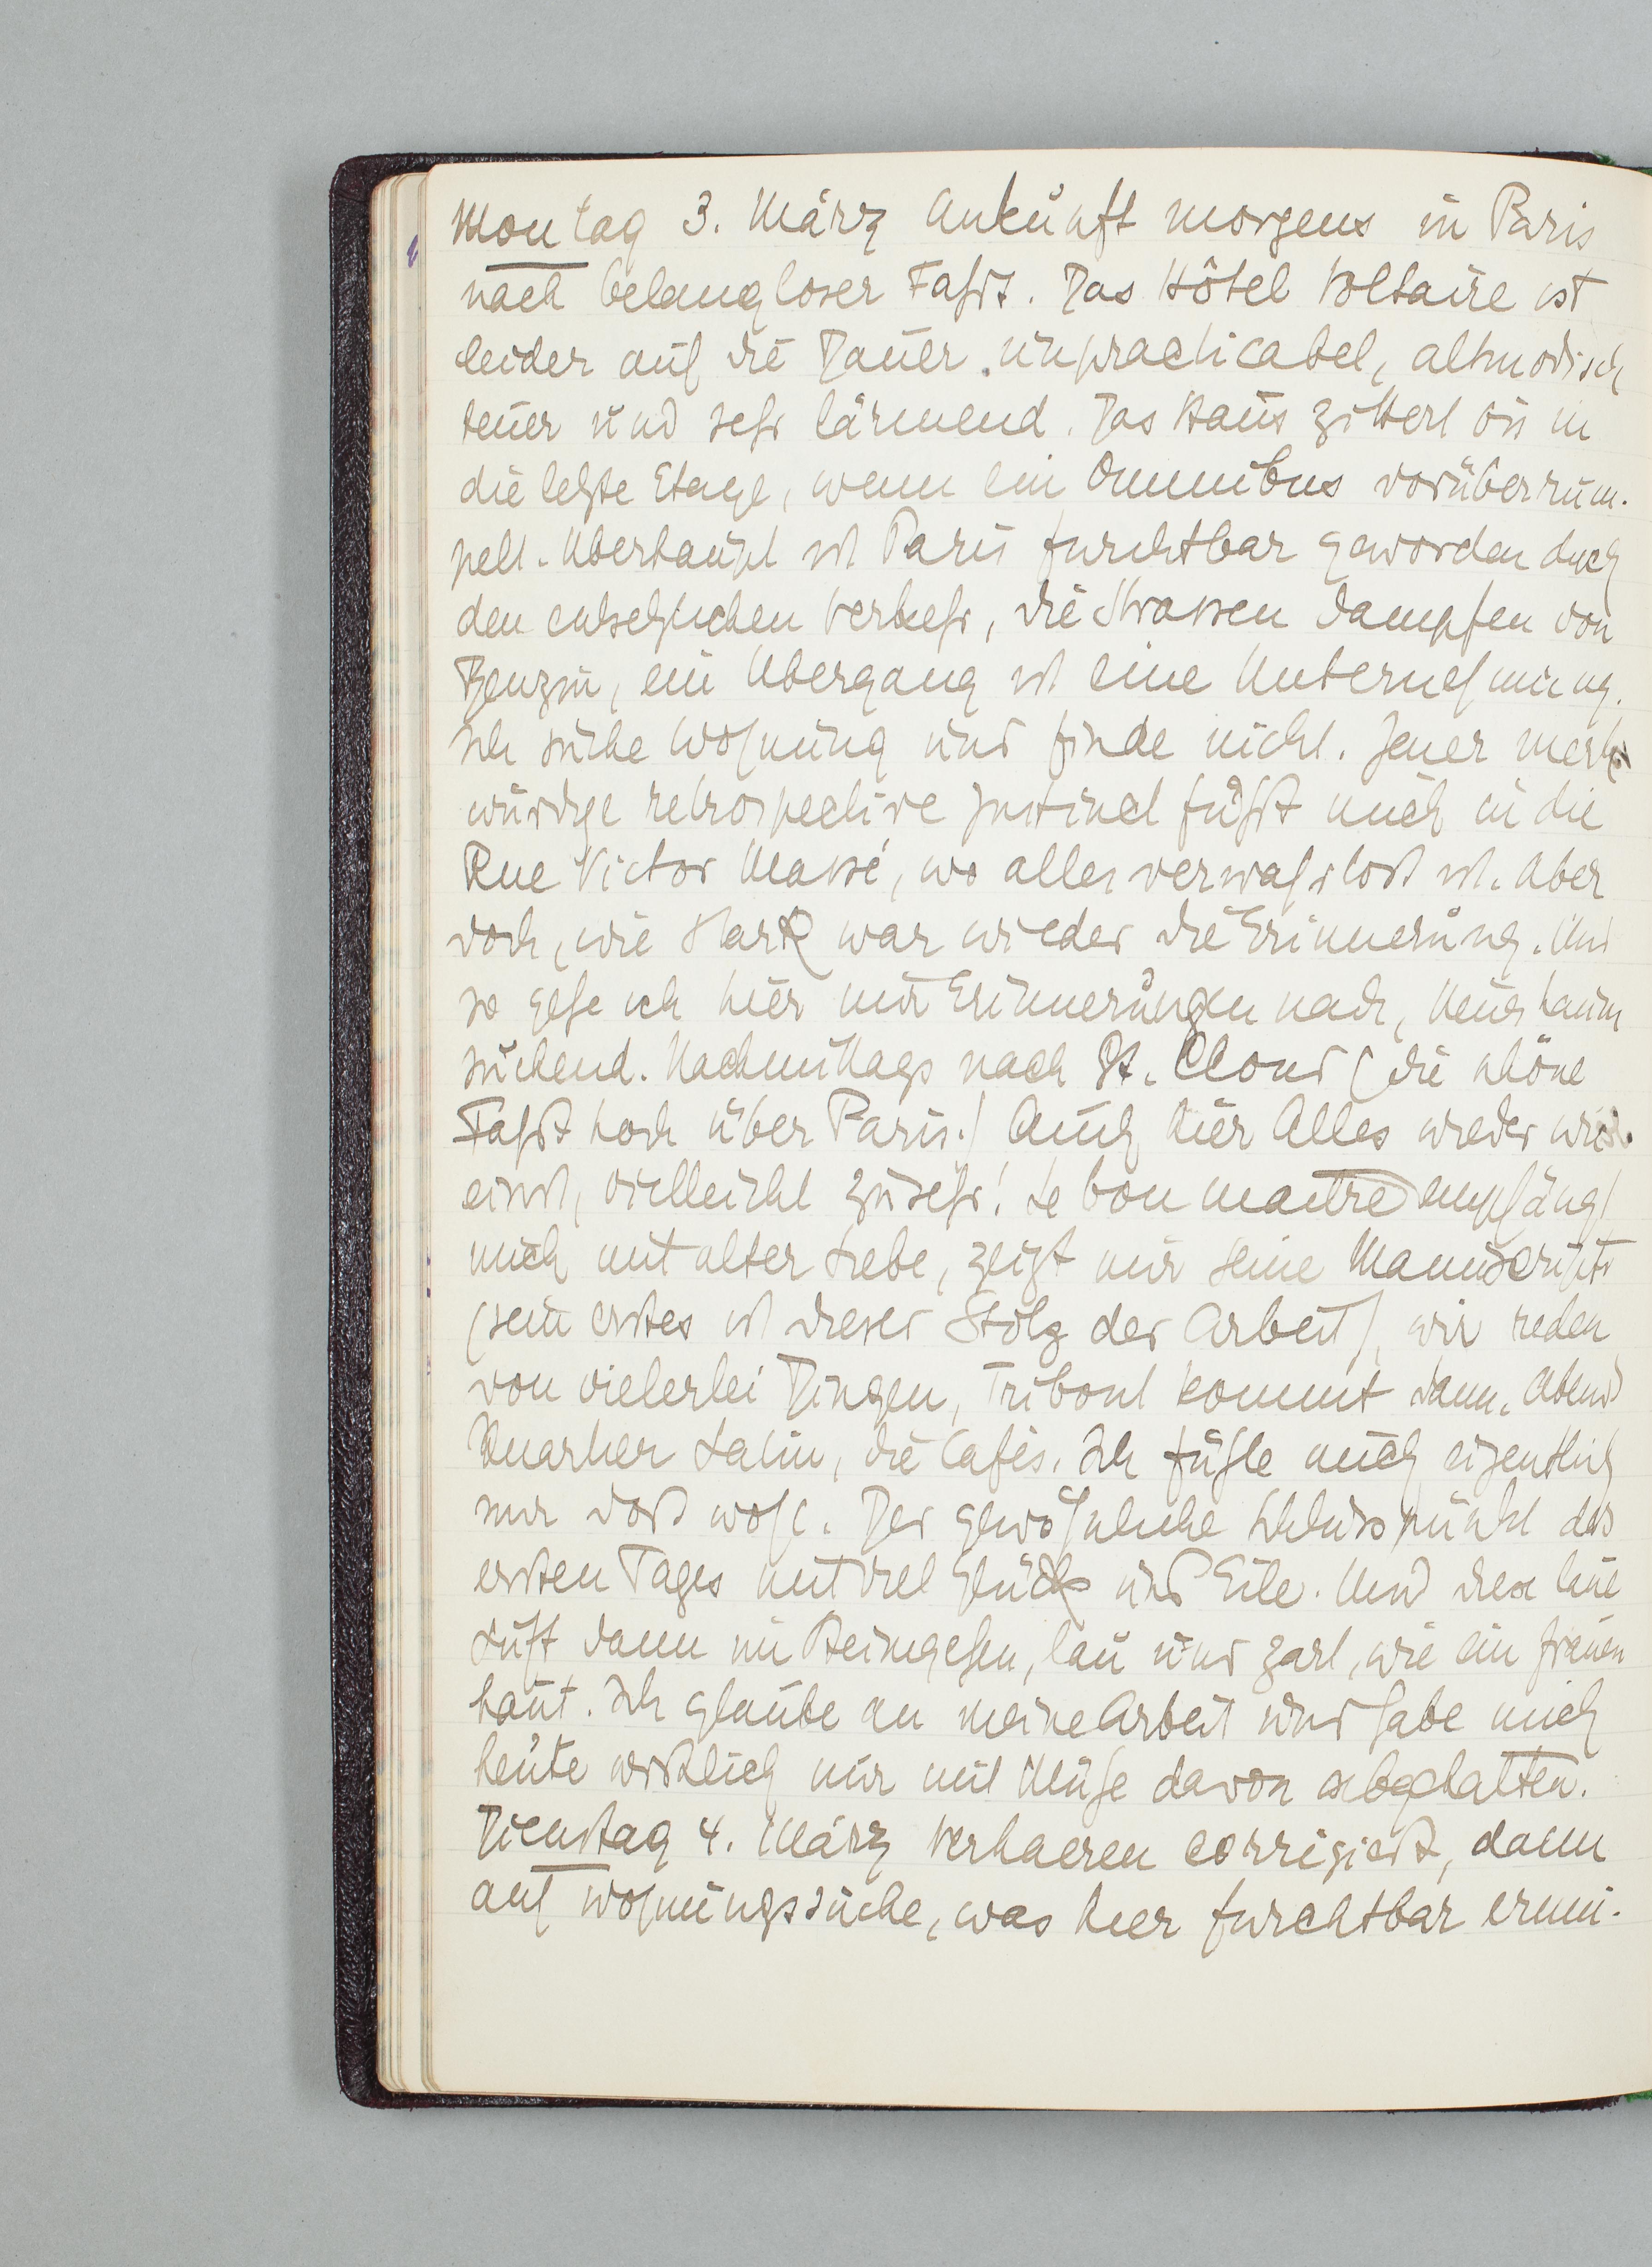 Montag 3. März Ankunft morgens in Paris
nach belangloser Fahrt. Das Hôtel Voltaire ist
leider auf die Dauer unpracticabel, altmodisch
teuer und sehr lärmend. Das Haus zittert bis in
die letzte Etage, wenn ein Omnibus vorüberrum-
pelt. Überhaupt ist Paris furchtbar geworden durch
den entsetzlichen Verkehr, die Strassen dampfen von
Benzin, ein Übergang ist eine Unternehmung.
Ich suche Wohnung und finde nicht. Jener merk-
würdige retrospective Instinct führt mich in die
Rue Victor Massé, wo alles verwahrlost ist. Aber
doch, wie stark war wieder die Erinnerung. Und
so gehe ich hier nur Erinnerungen nach, Neues kaum
suchend. Nachmittags nach St. Cloud (die schöne
Fahrt hoch über Paris.) Auch hier Alles wieder wie
einst, vielleicht zusehr! Le bon maitre empfängt
mich mit alter Liebe, zeigt mir seine Manuscripte
(sein erstes ist dieser Stolz der Arbeit), wir reden
von vielerlei Dingen, Tribout kommt dann. Abend
Quartier Latin, die Cafés. Ich fühle mich eigentlich
nur dort wohl. Der gewöhnliche Schlusspunkt des
ersten Tages mit viel Glück und Eile. Und diese laue
Luft dann im Heimgehen, lau und zart, wie ein Frauen
haut. Ich glaube an meine Arbeit und habe mich
heute wirklich nur mit Mühe davon abgehalten.
Dienstag 4. März Verhaeren corrigiert, dann
auf Wohnungssuche, was hier furchtbar ermü-